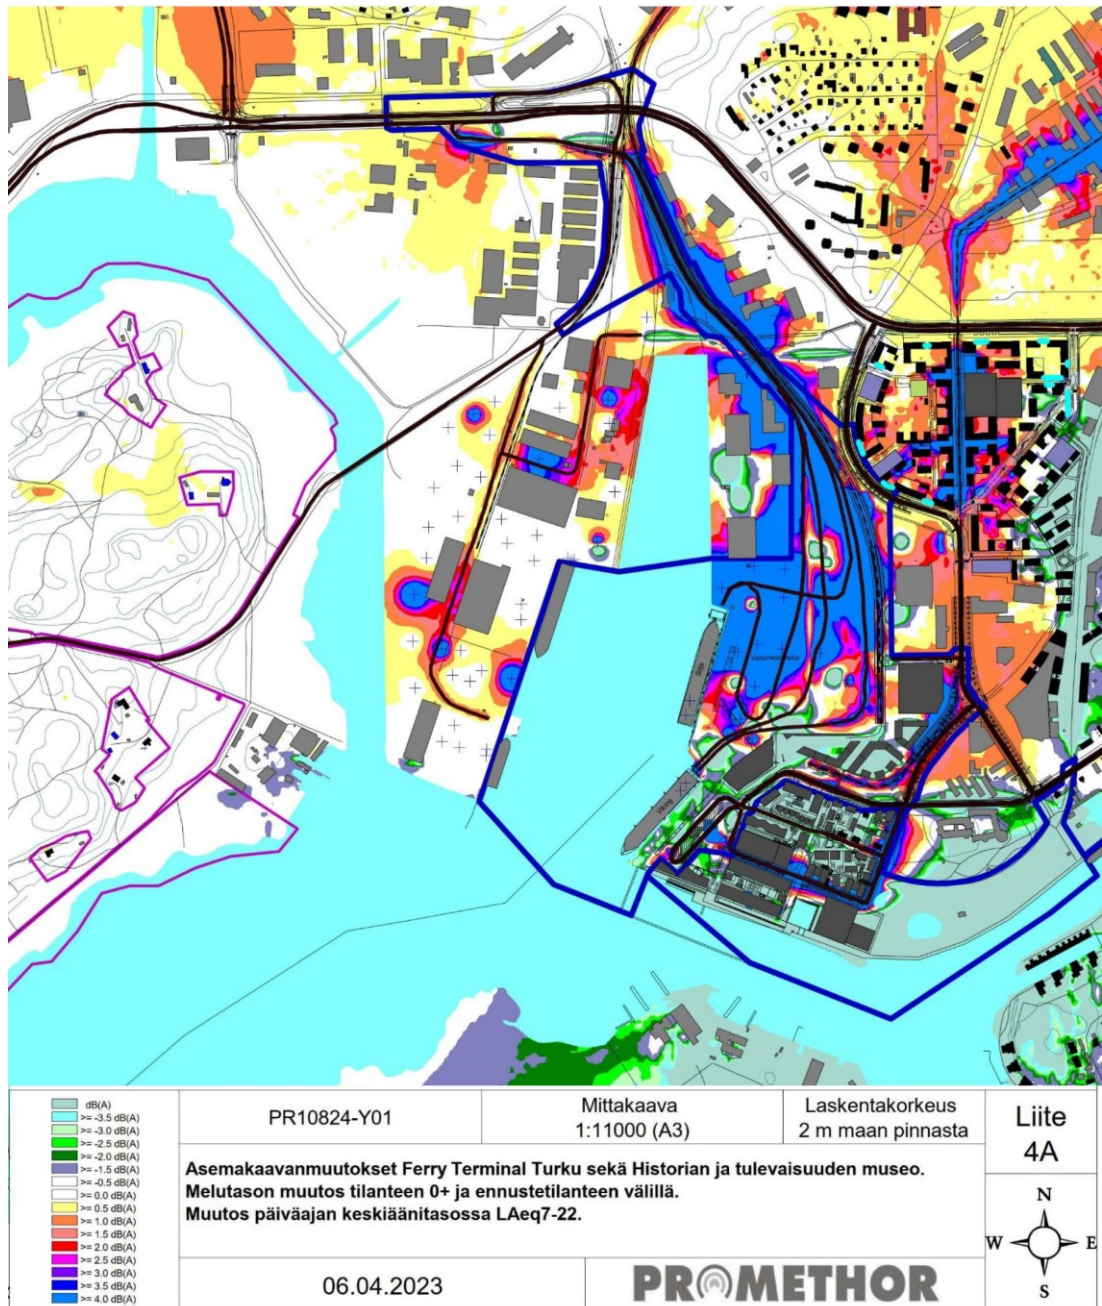 Silja
Viking
dB(A)
>= -3.5 dB(A)
>= -3.0 dB(A)
>= -2.5 dB(A)
>= -2.0 dB(A)
>= -1.5 dB(A)
>= -0.5 dB(A)
>= 0.0 dB(A)
>= 0.5 dB(A)
>= 1.0 dB(A)
>= 1.5 dB(A)
>= 2.0 dB(A)
>= 2.5 dB(A)
>= 3.0 dB(A)
>= 3.5 dB(A)
>= 4.0 dB(A)
PR10824-Y01
Mittakaava
1:11000 (A3)
Laskentakorkeus
2 m maan pinnasta
Liite
4A
Asemakaavanmuutokset Ferry Terminal Turku sekä Historian ja tulevaisuuden museo.
Melutason muutos tilanteen 0+ ja ennustetilanteen välillä.
Muutos päiväajan keskiäänitasossa LAeq7-22.
N
W E
S
06.04.2023
PROMETHOR